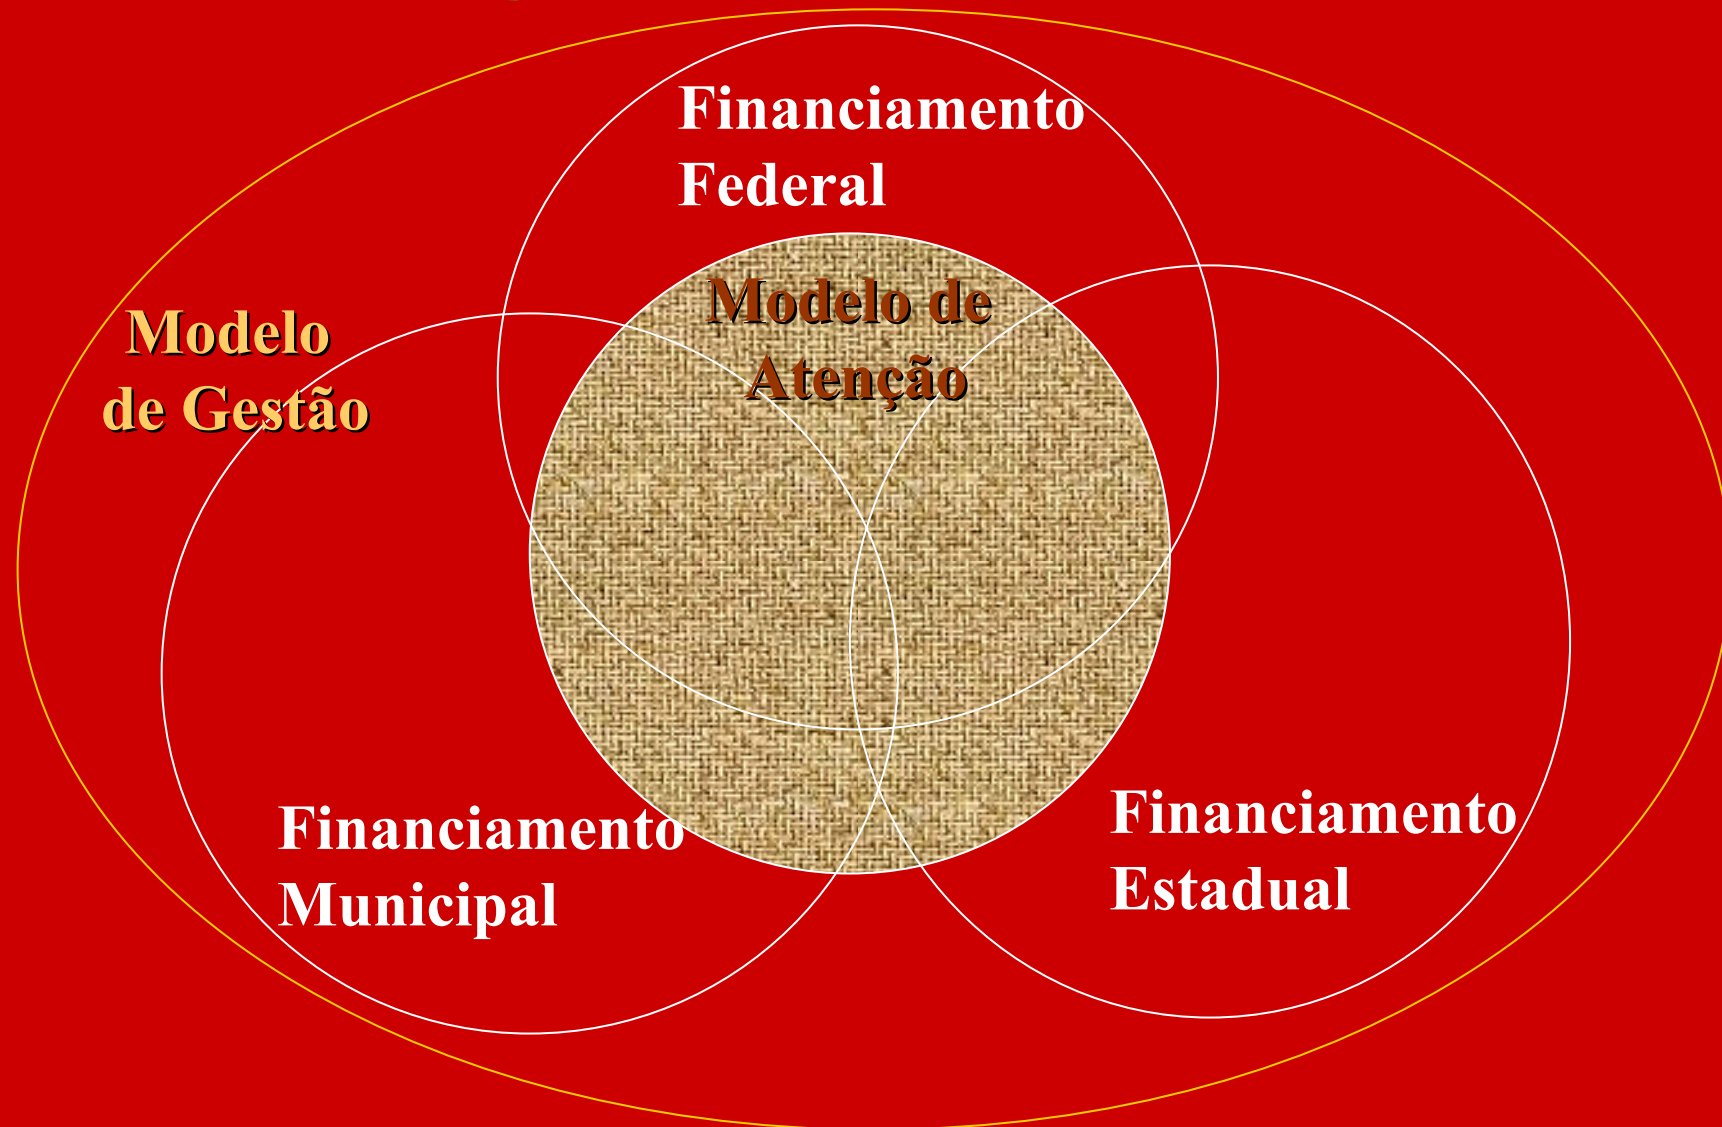 Financiamento
Federal
Modelo de
Atenção
Modelo
de Gestão
Financiamento
Municipal
Financiamento
Estadual